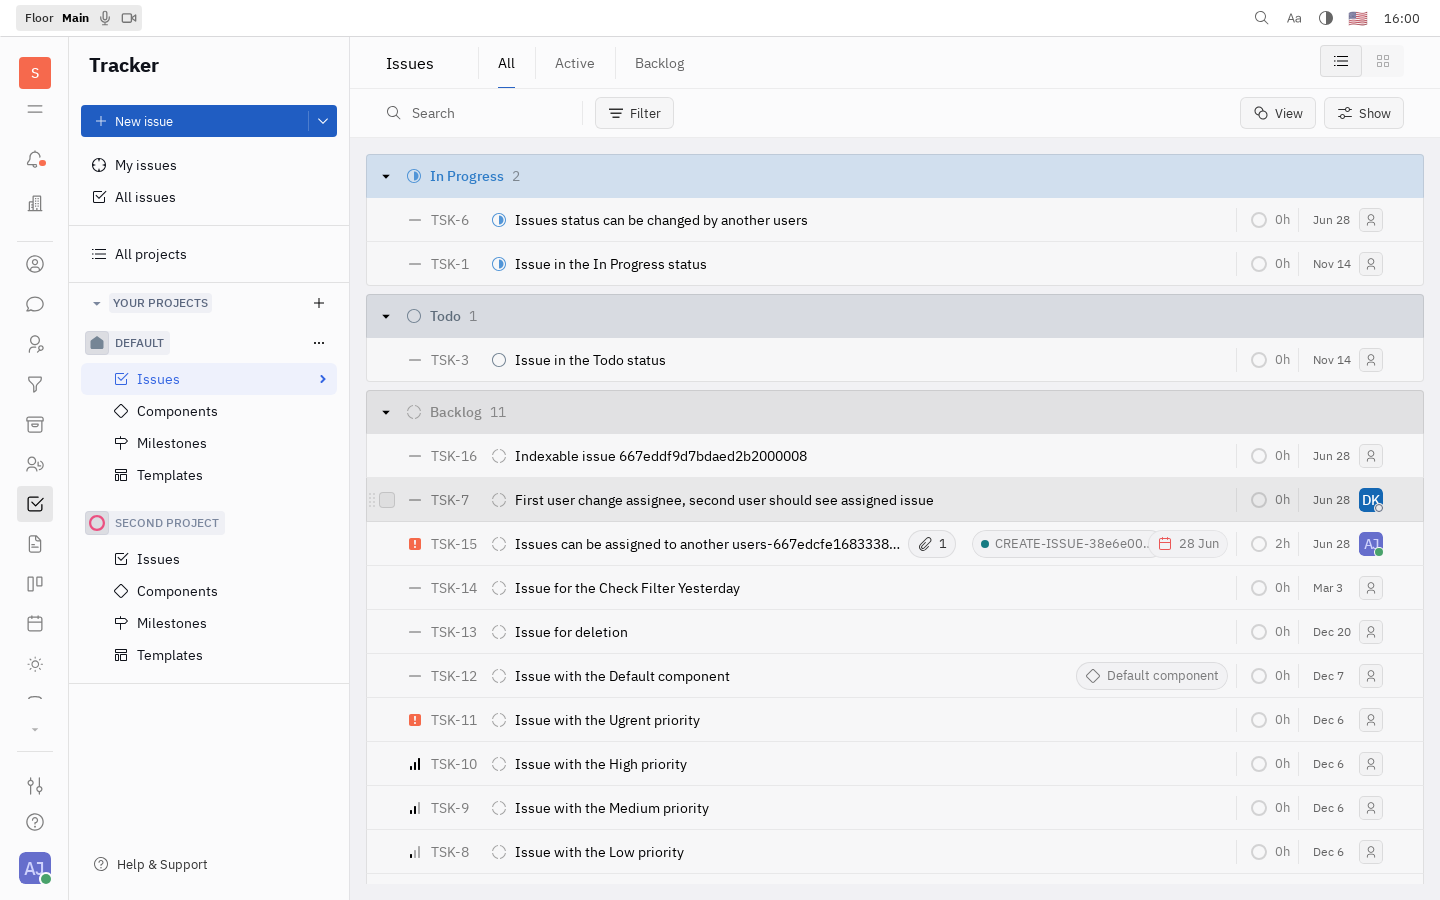 Floor Main
Aa
16:00
S
Tracker
New issue
My issues
All issues
All projects
YOUR PROJECTS
DEFAULT
Issues
Components
Milestones
Templates
SECOND PROJECT
Issues
Components
Milestones
Templates
Help & Support
AJ
Issues
All
Active
Backlog
Search
Filter
View
Show
In Progress 2
TSK-6 Issues status can be changed by another users 0h Jun 28
TSK-1 Issue in the In Progress status 0h Nov 14
Todo 1
TSK-3 Issue in the Todo status 0h Nov 14
Backlog 11
TSK-16 Indexable issue 667eddf9d7bdaed2b2000008 0h Jun 28
TSK-7 First user change assignee, second user should see assigned issue 0h Jun 28 DK
TSK-15 Issues can be assigned to another users-667edcfe1683338... 1 CREATE-ISSUE-38e6e00... 28 Jun 2h Jun 28 AJ
TSK-14 Issue for the Check Filter Yesterday 0h Mar 3
TSK-13 Issue for deletion 0h Dec 20
TSK-12 Issue with the Default component Default component 0h Dec 7
TSK-11 Issue with the Ugrent priority 0h Dec 6
TSK-10 Issue with the High priority 0h Dec 6
TSK-9 Issue with the Medium priority 0h Dec 6
TSK-8 Issue with the Low priority 0h Dec 6